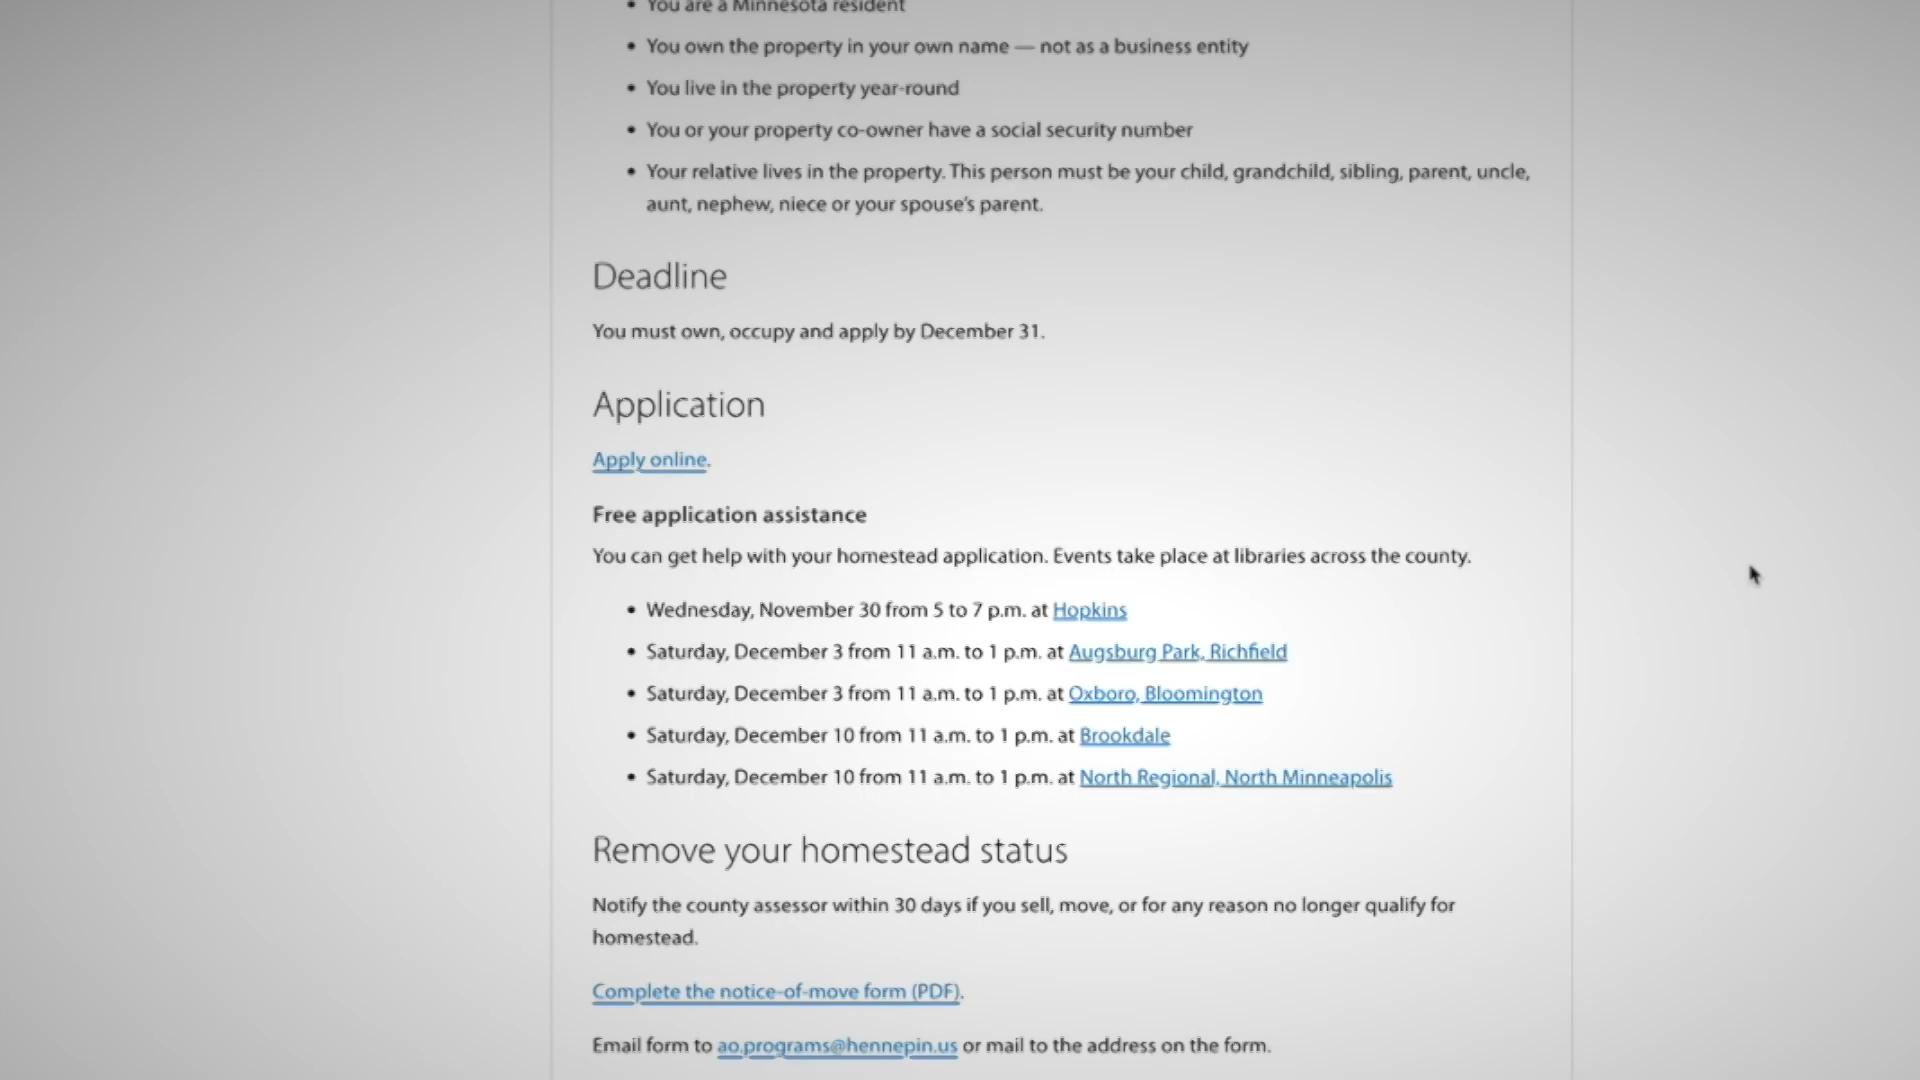 You are a Minnesota resident
You own the property in your own name — not as a business entity
You live in the property year-round
You or your property co-owner have a social security number
Your relative lives in the property. This person must be your child, grandchild, sibling, parent, uncle,
aunt, nephew, niece or your spouse's parent.
Deadline
You must own, occupy and apply by December 31.
Application
Apply online.
Free application assistance
You can get help with your homestead application. Events take place at libraries across the county.
Wednesday, November 30 from 5 to 7 p.m. at Hopkins
Saturday, December 3 from 11 a.m. to 1 p.m. at Augsburg Park, Richfield
Saturday, December 3 from 11 a.m. to 1 p.m. at Oxboro, Bloomington
Saturday, December 10 from 11 a.m. to 1 p.m. at Brookdale
Saturday, December 10 from 11 a.m. to 1 p.m. at North Regional, North Minneapolis
Remove your homestead status
Notify the county assessor within 30 days if you sell, move, or for any reason no longer qualify for
homestead.
Complete the notice-of-move form (PDF).
Email form to ao.programs@hennepin.us or mail to the address on the form.